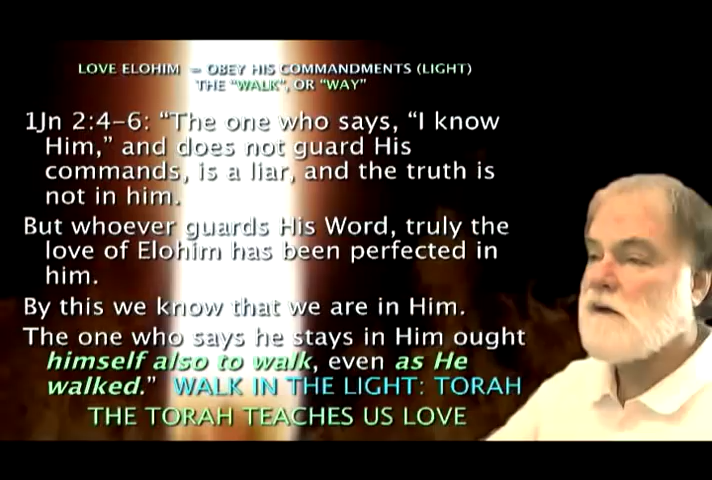 LOVE ELOHIM – OBEY HIS COMMANDMENTS (LIGHT)
THE "WALK", OR "WAY"
1Jn 2:4–6: "The one who says, "I know
Him," and does not guard His
commands, is a liar, and the truth is
not in him.
But whoever guards His Word, truly the
love of Elohim has been perfected in
him.
By this we know that we are in Him.
The one who says he stays in Him ought
himself also to walk, even as He
walked." WALK IN THE LIGHT: TORAH
THE TORAH TEACHES US LOVE